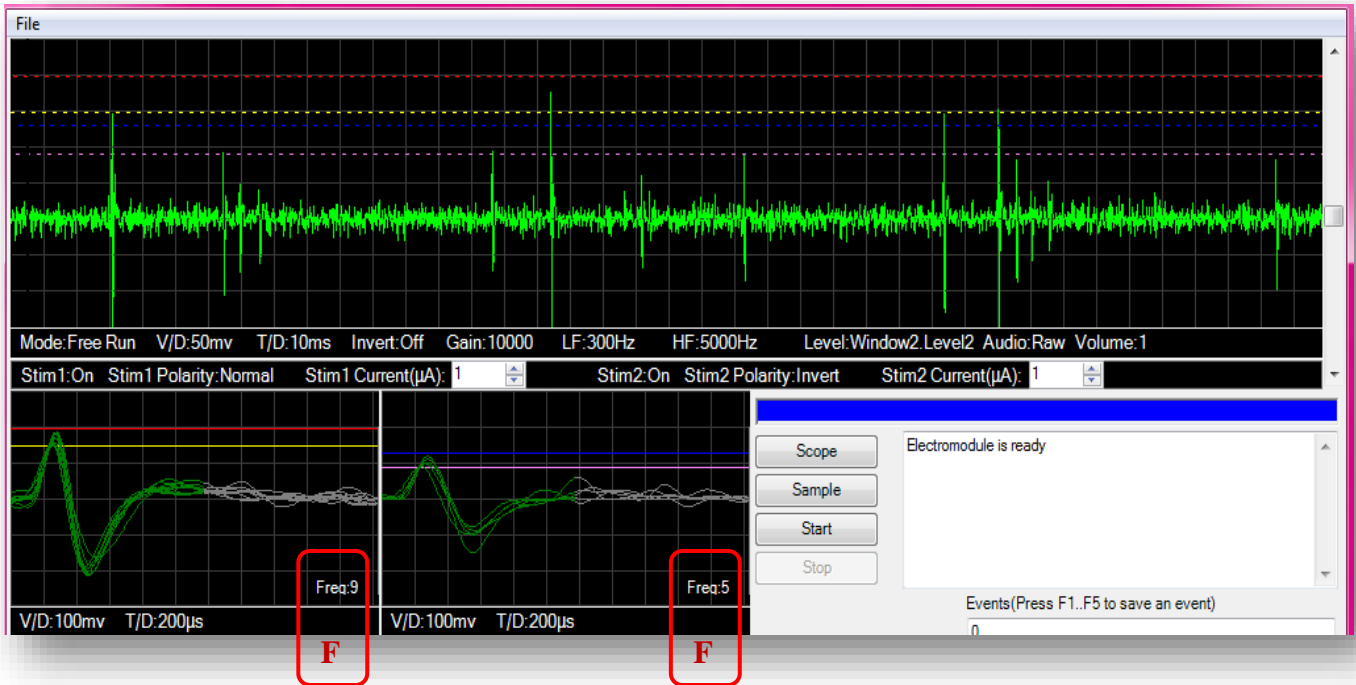 File
Mode:Free Run V/D:50mv T/D:10ms Invert:Off Gain:10000 LF:300Hz HF:5000Hz Level:Window2.Level2 Audio:Raw Volume:1
Stim1:On Stim1 Polarity:Normal Stim1 Current(µA): 1 Stim2:On Stim2 Polarity:Invert Stim2 Current(µA): 1
Freq:9
V/D:100mv T/D:200µs
F
Freq:5
V/D:100mv T/D:200µs
F
Scope
Sample
Start
Stop
Electromodule is ready
Events(Press F1..F5 to save an event)
0